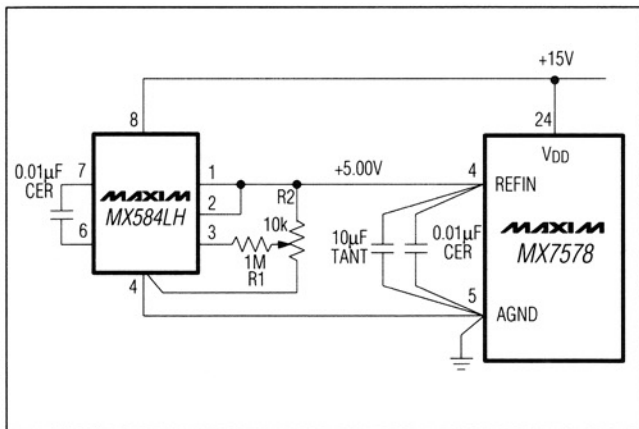 +15V
8
24
VDD
0.01µF
CER
7
1
+5.00V
4
REFIN
MAXIM
MX584LH
2
R2
10k
6
3
1M
R1
10µF
TANT
0.01µF
CER
MAXIM
MX7578
4
5
AGND